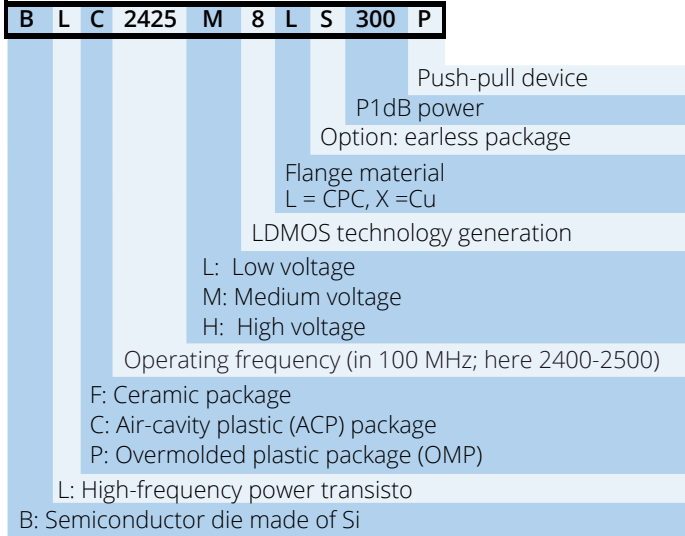 B L C 2425 M 8 L S 300 P
Push-pull device
P1dB power
Option: earless package
Flange material
L = CPC, X =Cu
LDMOS technology generation
L: Low voltage
M: Medium voltage
H: High voltage
Operating frequency (in 100 MHz; here 2400-2500)
F: Ceramic package
C: Air-cavity plastic (ACP) package
P: Overmolded plastic package (OMP)
L: High-frequency power transisto
B: Semiconductor die made of Si